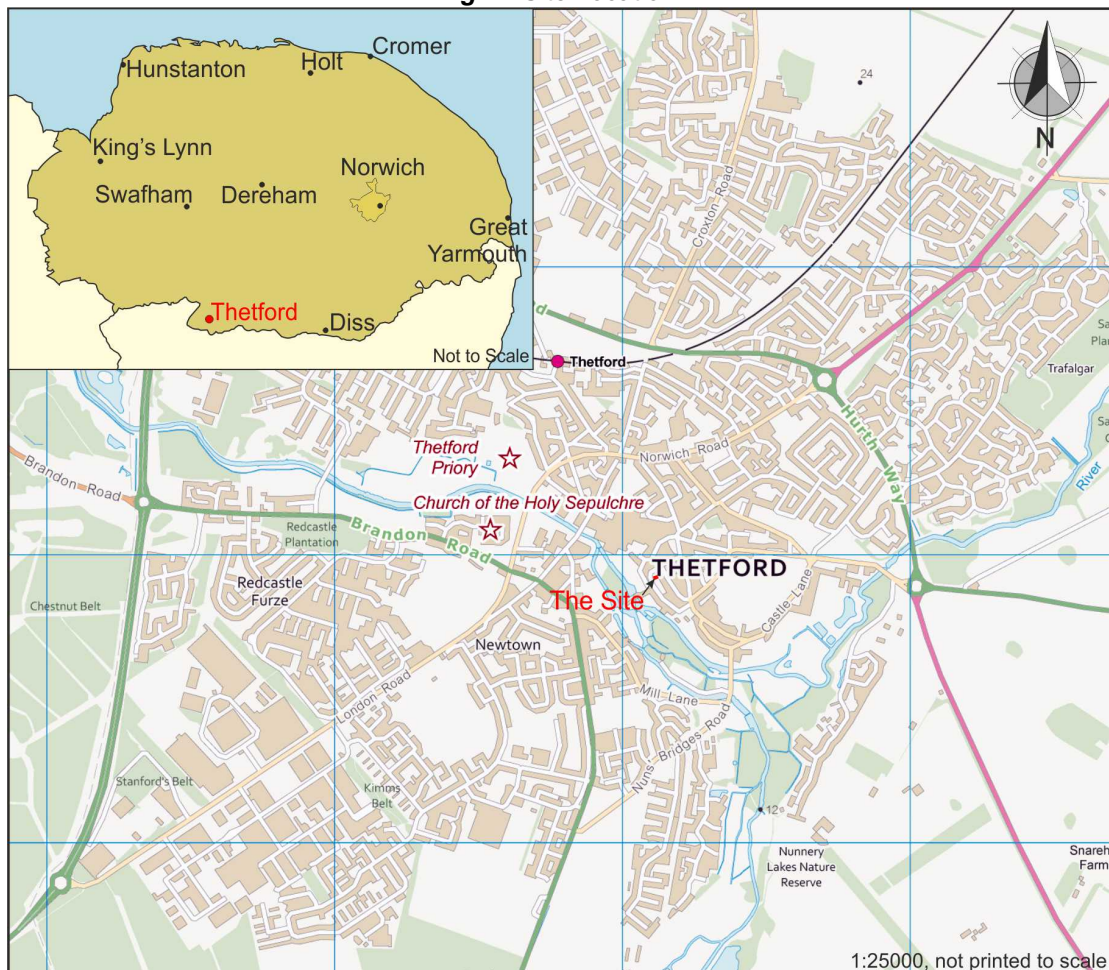 Hunstanton
Holt
Cromer
King's Lynn
Swafham
Dereham
Norwich
Great
Yarmouth
Thetford
Diss
Not to Scale
N
24
Croxton Road
Thetford
Hurth Way
Trafalgar
Norwich Road
Thetford
Priory
Church of the Holy Sepulchre
Brandon Road
Brandon Road
Redcastle
Plantation
River
Redcastle
Furze
Chestnut Belt
THETFORD
The Site
Castle Lane
Newtown
London Road
Mill Lane
Nuns' Bridges Road
Stanford's Belt
Kimms
Belt
12
Nunnery
Lakes Nature
Reserve
Farm
1:25000, not printed to scale